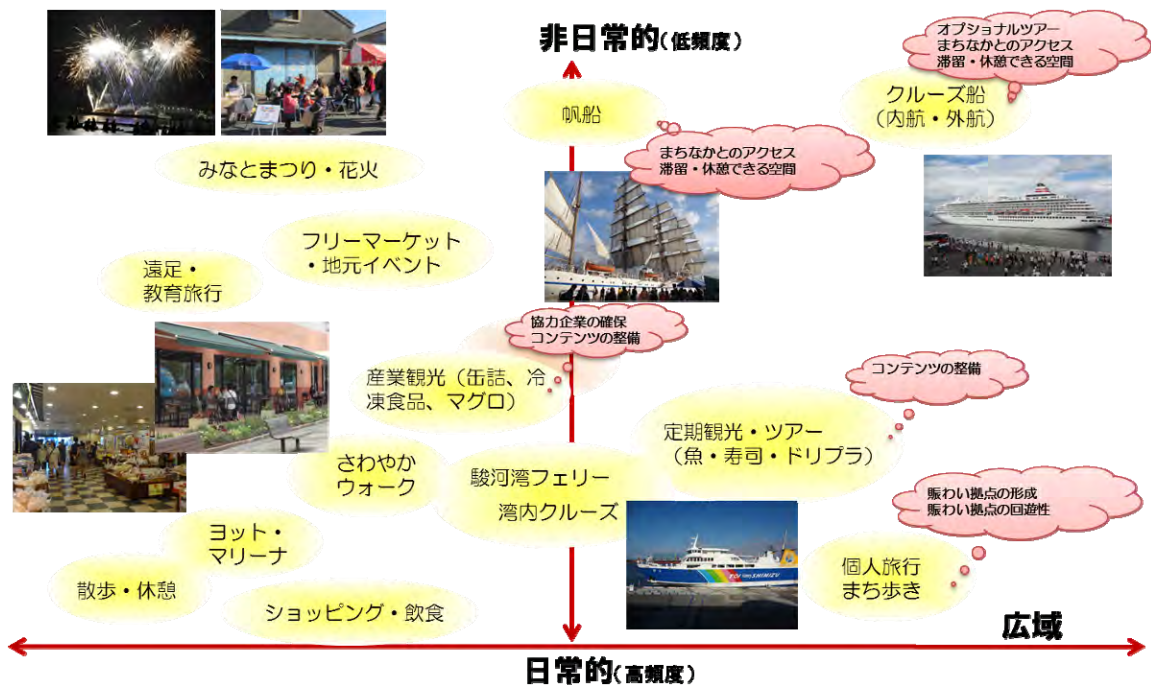 非日常的(低頻度)
オプショナルツアー
まちなかとのアクセス
滞留・休憩できる空間
クルーズ船
(内航・外航)
帆船
まちなかとのアクセス
滞留・休憩できる空間
みなとまつり・花火
フリーマーケット
・地元イベント
遠足・
教育旅行
協力企業の確保
コンテンツの整備
産業観光(缶詰、冷
凍食品、マグロ)
コンテンツの整備
定期観光・ツアー
(魚・寿司・ドリプラ)
さわやか
ウォーク
駿河湾フェリー
湾内クルーズ
賑わい拠点の形成
賑わい拠点の回遊性
ヨット・
マリーナ
個人旅行
まち歩き
散歩・休憩
ショッピング・飲食
広域
日常的(高頻度)